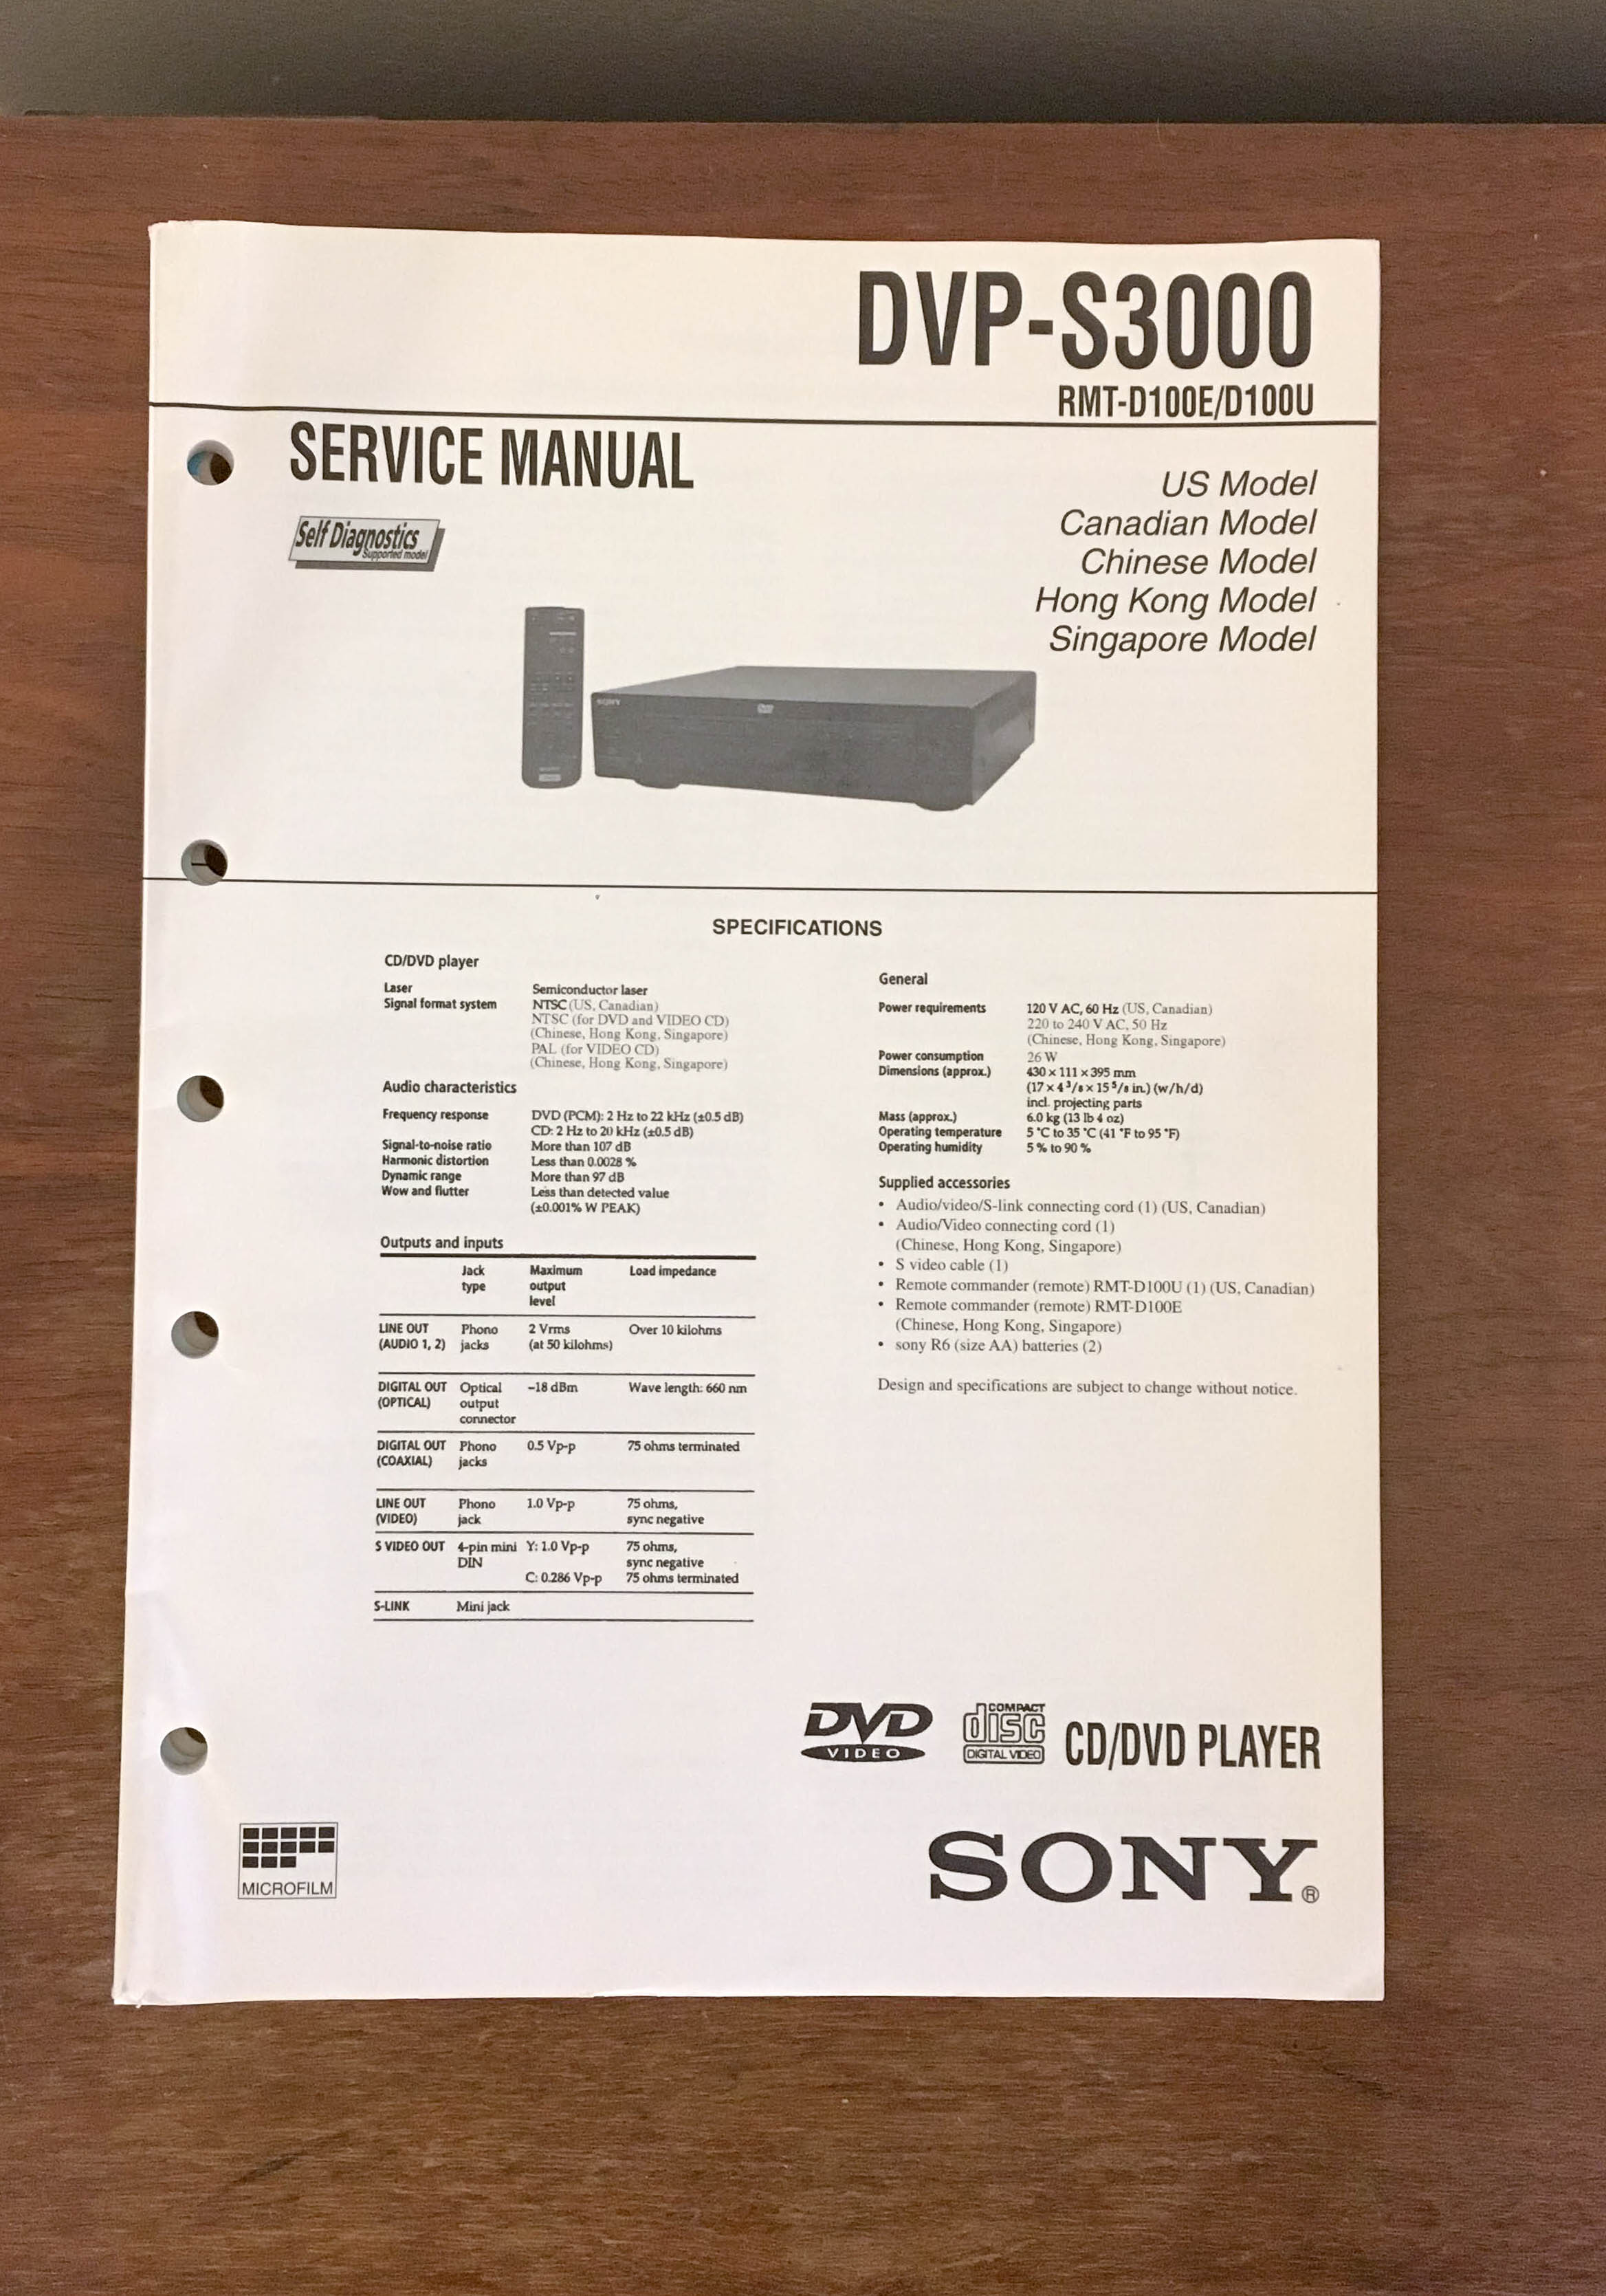 DVP-S3000
RMT-D100E/D100U
SERVICE MANUAL
Self Diagnostics
Supported model
US Model
Canadian Model
Chinese Model
Hong Kong Model
Singapore Model
SONY
DVD
SPECIFICATIONS
CD/DVD player
Laser Semiconductor laser
Signal format system NTSC (US, Canadian)
NTSC (for DVD and VIDEO CD)
(Chinese, Hong Kong, Singapore)
PAL (for VIDEO CD)
(Chinese, Hong Kong, Singapore)
Audio characteristics
Frequency response DVD (PCM): 2 Hz to 22 kHz (±0.5 dB)
CD: 2 Hz to 20 kHz (±0.5 dB)
Signal-to-noise ratio More than 107 dB
Harmonic distortion Less than 0.0028 %
Dynamic range More than 97 dB
Wow and flutter Less than detected value
(±0.001% W PEAK)
Outputs and inputs
Jack Maximum Load impedance
type output
level
LINE OUT Phono 2 Vrms Over 10 kilohms
(AUDIO 1, 2) jacks (at 50 kilohms)
DIGITAL OUT Optical –18 dBm Wave length: 660 nm
(OPTICAL) output
connector
DIGITAL OUT Phono 0.5 Vp-p 75 ohms terminated
(COAXIAL) jacks
LINE OUT Phono 1.0 Vp-p 75 ohms,
(VIDEO) jack sync negative
S VIDEO OUT 4-pin mini Y: 1.0 Vp-p 75 ohms,
DIN sync negative
C: 0.286 Vp-p 75 ohms terminated
S-LINK Mini jack
General
Power requirements 120 V AC, 60 Hz (US, Canadian)
220 to 240 V AC, 50 Hz
(Chinese, Hong Kong, Singapore)
Power consumption 26 W
Dimensions (approx.) 430 × 111 × 395 mm
(17 × 4 3/8 × 15 5/8 in.) (w/h/d)
incl. projecting parts
Mass (approx.) 6.0 kg (13 lb 4 oz)
Operating temperature 5 °C to 35 °C (41 °F to 95 °F)
Operating humidity 5 % to 90 %
Supplied accessories
• Audio/video/S-link connecting cord (1) (US, Canadian)
• Audio/Video connecting cord (1)
(Chinese, Hong Kong, Singapore)
• S video cable (1)
• Remote commander (remote) RMT-D100U (1) (US, Canadian)
• Remote commander (remote) RMT-D100E
(Chinese, Hong Kong, Singapore)
• sony R6 (size AA) batteries (2)
Design and specifications are subject to change without notice.
DVD
VIDEO
COMPACT
disc
DIGITAL VIDEO
CD/DVD PLAYER
MICROFILM
SONY®